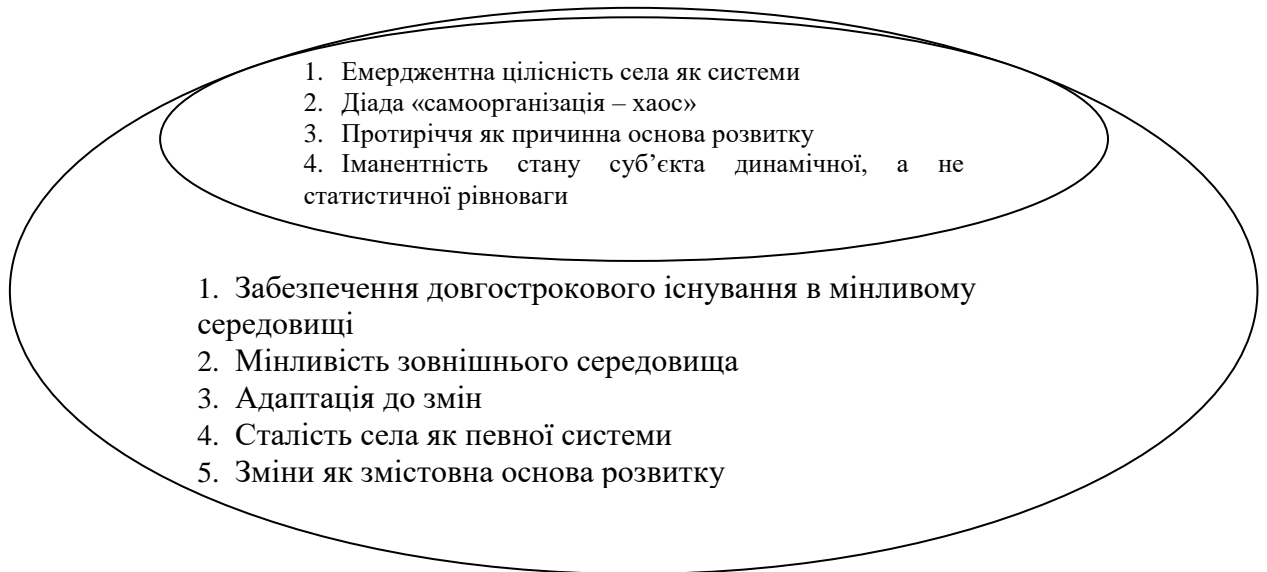 1. Емерджентна цілісність села як системи
2. Діада «самоорганізація – хаос»
3. Протиріччя як причинна основа розвитку
4. Іманентність стану суб’єкта динамічної, а не
статистичної рівноваги
1. Забезпечення довгострокового існування в мінливому
середовищі
2. Мінливість зовнішнього середовища
3. Адаптація до змін
4. Сталість села як певної системи
5. Зміни як змістовна основа розвитку